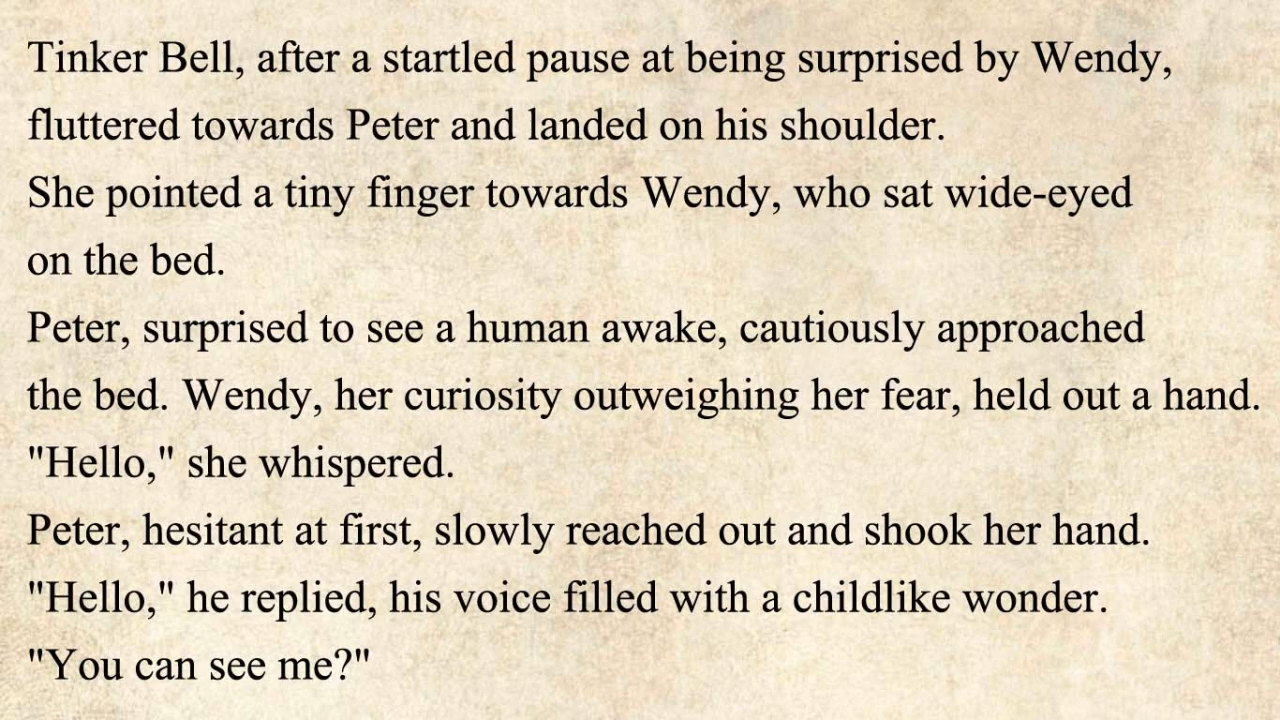 Tinker Bell, after a startled pause at being surprised by Wendy,
fluttered towards Peter and landed on his shoulder.
She pointed a tiny finger towards Wendy, who sat wide-eyed
on the bed.
Peter, surprised to see a human awake, cautiously approached
the bed. Wendy, her curiosity outweighing her fear, held out a hand.
"Hello," she whispered.
Peter, hesitant at first, slowly reached out and shook her hand.
"Hello," he replied, his voice filled with a childlike wonder.
"You can see me?"